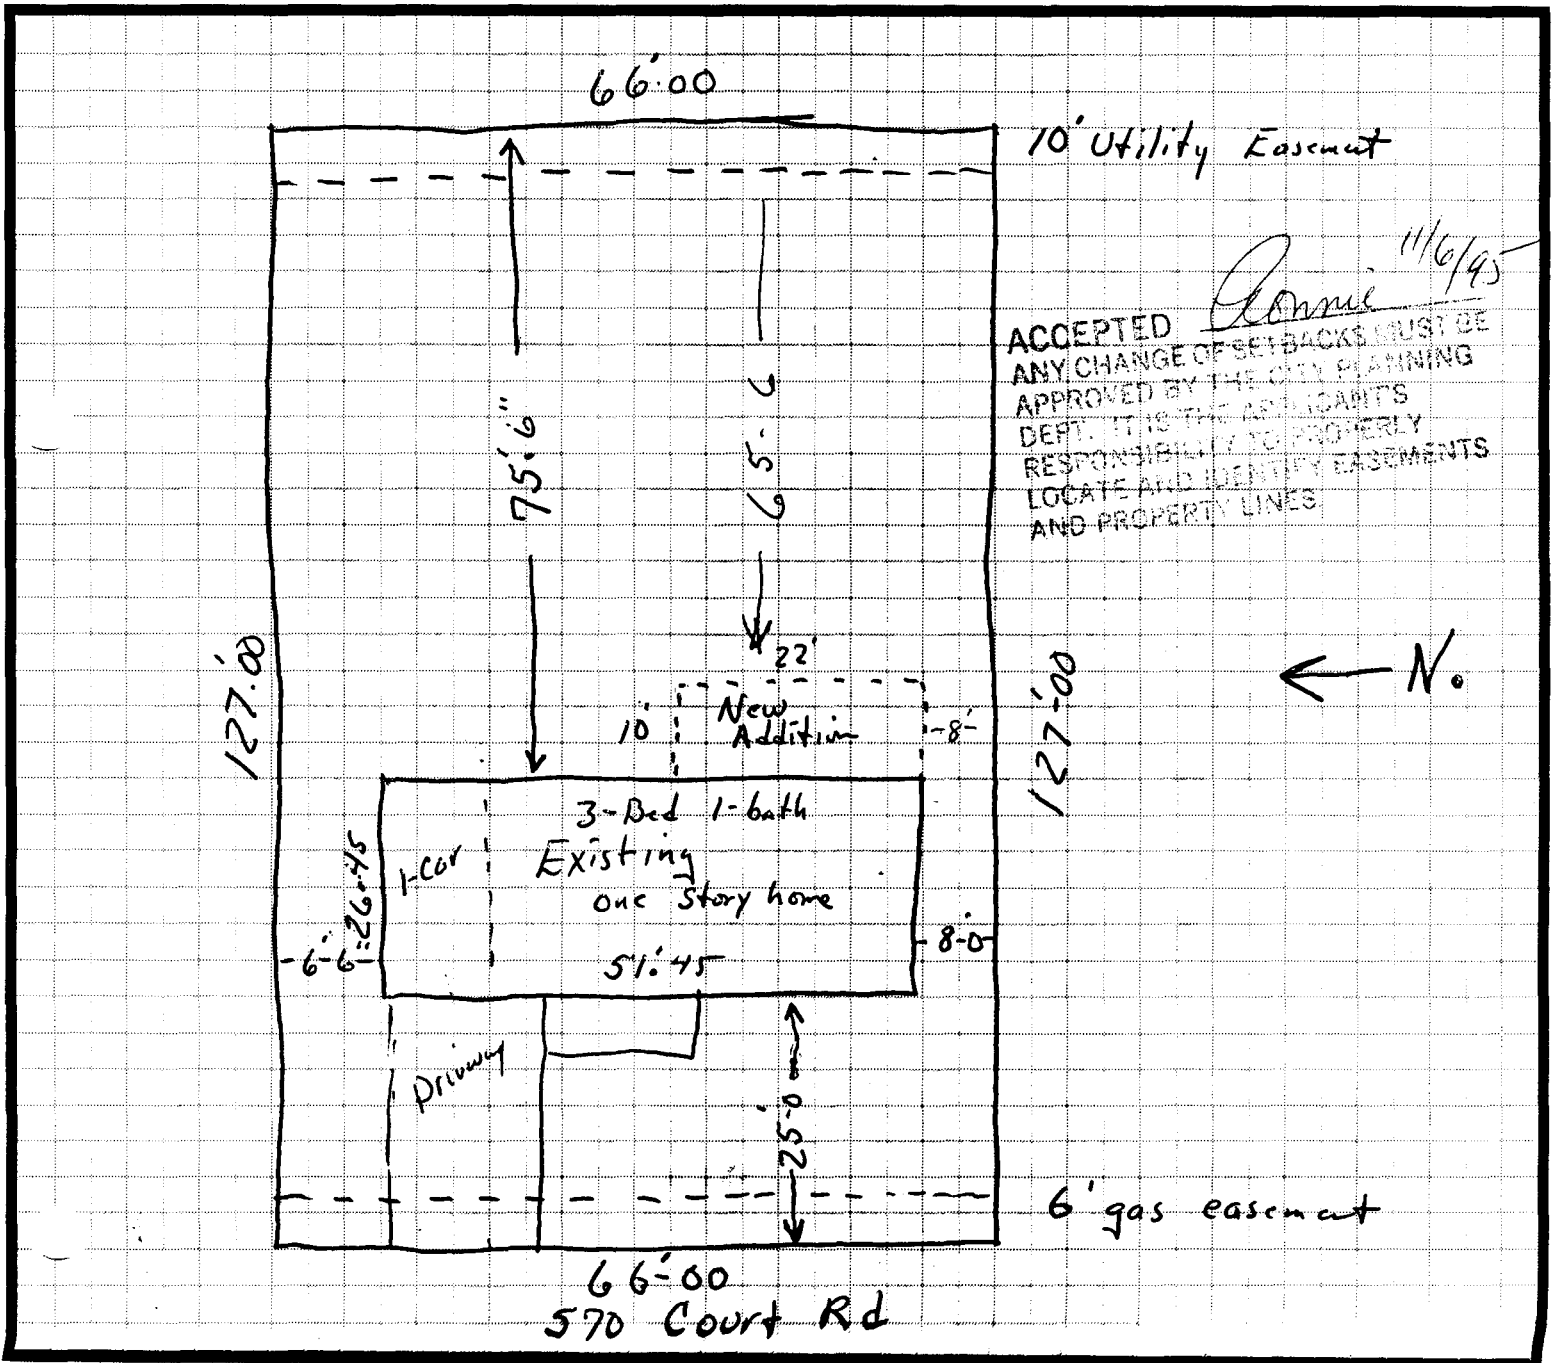 66'.00
10' Utility Easement
11/6/95
Ronnie
ACCEPTED
ANY CHANGE OF SETBACKS MUST BE
APPROVED BY THE CITY PLANNING
DEPT. IT IS THE APPLICANT'S
RESPONSIBILITY TO PROPERLY
LOCATE AND IDENTIFY EASEMENTS
AND PROPERTY LINES.
75'.6"
65-6
127'.00
22'
10'
New
Addition
-8'-
127'-00
N.
3-Bed 1-bath
1-Car
Existing
one story home
26.45
-6'-6"
51'.45
8'-0
Driveway
25'-0
6' gas easement
66'-00
570 Court Rd